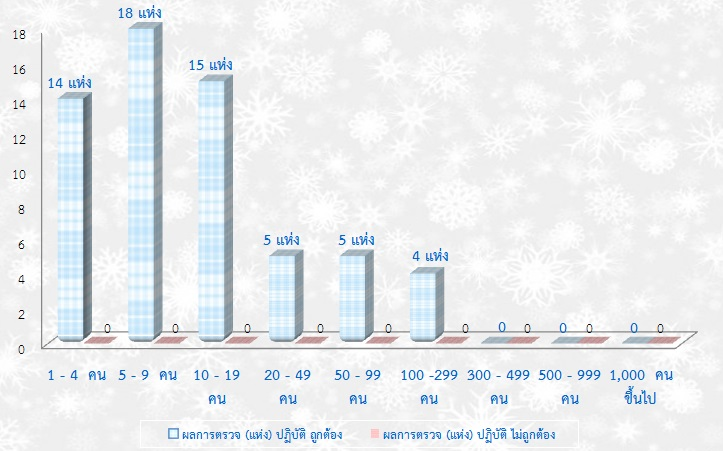 18 แห่ง
15 แห่ง
14 แห่ง
5 แห่ง 5 แห่ง 4 แห่ง
18
16
14
12
10
8
6
4
2
0
0 0 0 0 0 0 0 0 0 0 0 0
1 - 4 คน 5 - 9 คน 10 - 19 คน 20 - 49 คน 50 - 99 คน 100 -299 คน 300 - 499 คน 500 - 999 คน 1,000 คน ขึ้นไป
ผลการตรวจ (แห่ง) ปฏิบัติ ถูกต้อง ผลการตรวจ (แห่ง) ปฏิบัติ ไม่ถูกต้อง